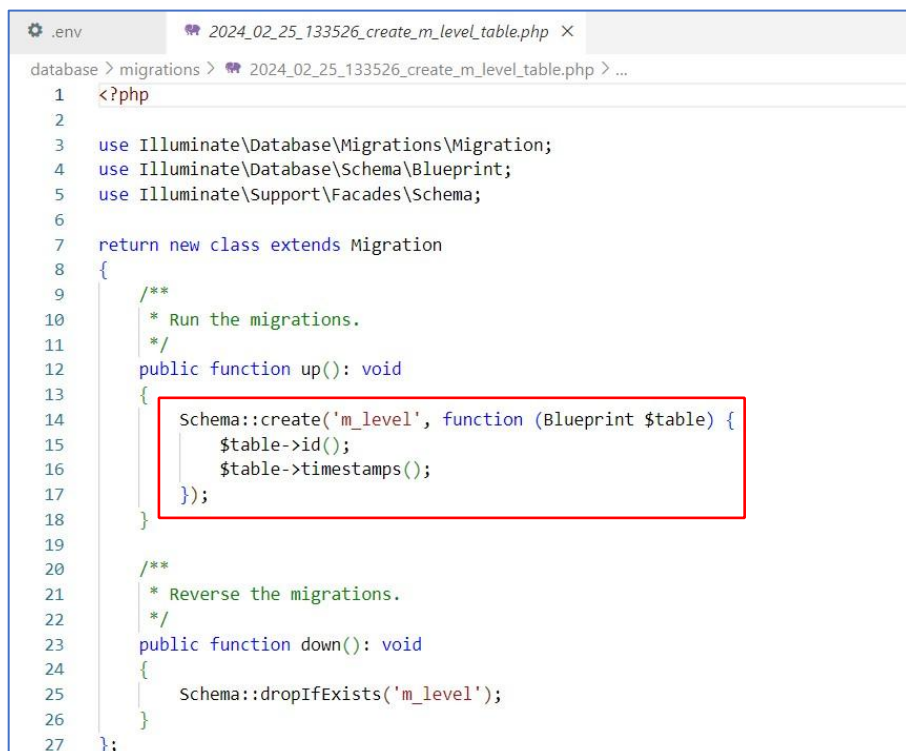 .env 2024_02_25_133526_create_m_level_table.php ×
database > migrations > 2024_02_25_133526_create_m_level_table.php > ...
1 <?php
2
3 use Illuminate\Database\Migrations\Migration;
4 use Illuminate\Database\Schema\Blueprint;
5 use Illuminate\Support\Facades\Schema;
6
7 return new class extends Migration
8 {
9     /**
10      * Run the migrations.
11      */
12     public function up(): void
13     {
14         Schema::create('m_level', function (Blueprint $table) {
15             $table->id();
16             $table->timestamps();
17         });
18     }
19
20     /**
21      * Reverse the migrations.
22      */
23     public function down(): void
24     {
25         Schema::dropIfExists('m_level');
26     }
27 };